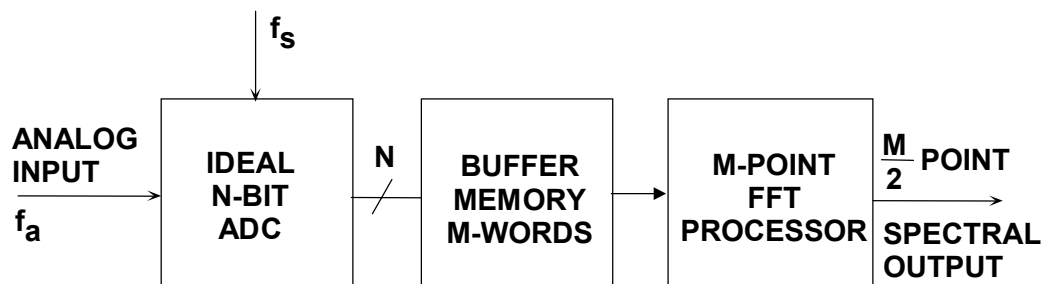 fs
ANALOG
INPUT
fa
IDEAL
N-BIT
ADC
N
BUFFER
MEMORY
M-WORDS
M-POINT
FFT
PROCESSOR
M
2 POINT
SPECTRAL
OUTPUT